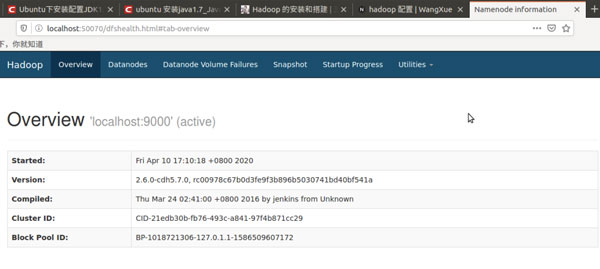 Ubuntu下安装配置JDK1
ubuntu 安装java1.7_Java
Hadoop 的安装和搭建 |
hadoop 配置 | WangXue
Namenode information
localhost:50070/dfshealth.html#tab-overview
下，你就知道
Hadoop Overview Datanodes Datanode Volume Failures Snapshot Startup Progress Utilities
Overview 'localhost:9000' (active)
Started: Fri Apr 10 17:10:18 +0800 2020
Version: 2.6.0-cdh5.7.0, rc00978c67b0d3fe9f3b896b5030741bd40bf541a
Compiled: Thu Mar 24 02:41:00 +0800 2016 by jenkins from Unknown
Cluster ID: CID-21edb30b-fb76-493c-a841-97f4b871cc29
Block Pool ID: BP-1018721306-127.0.1.1-1586509607172